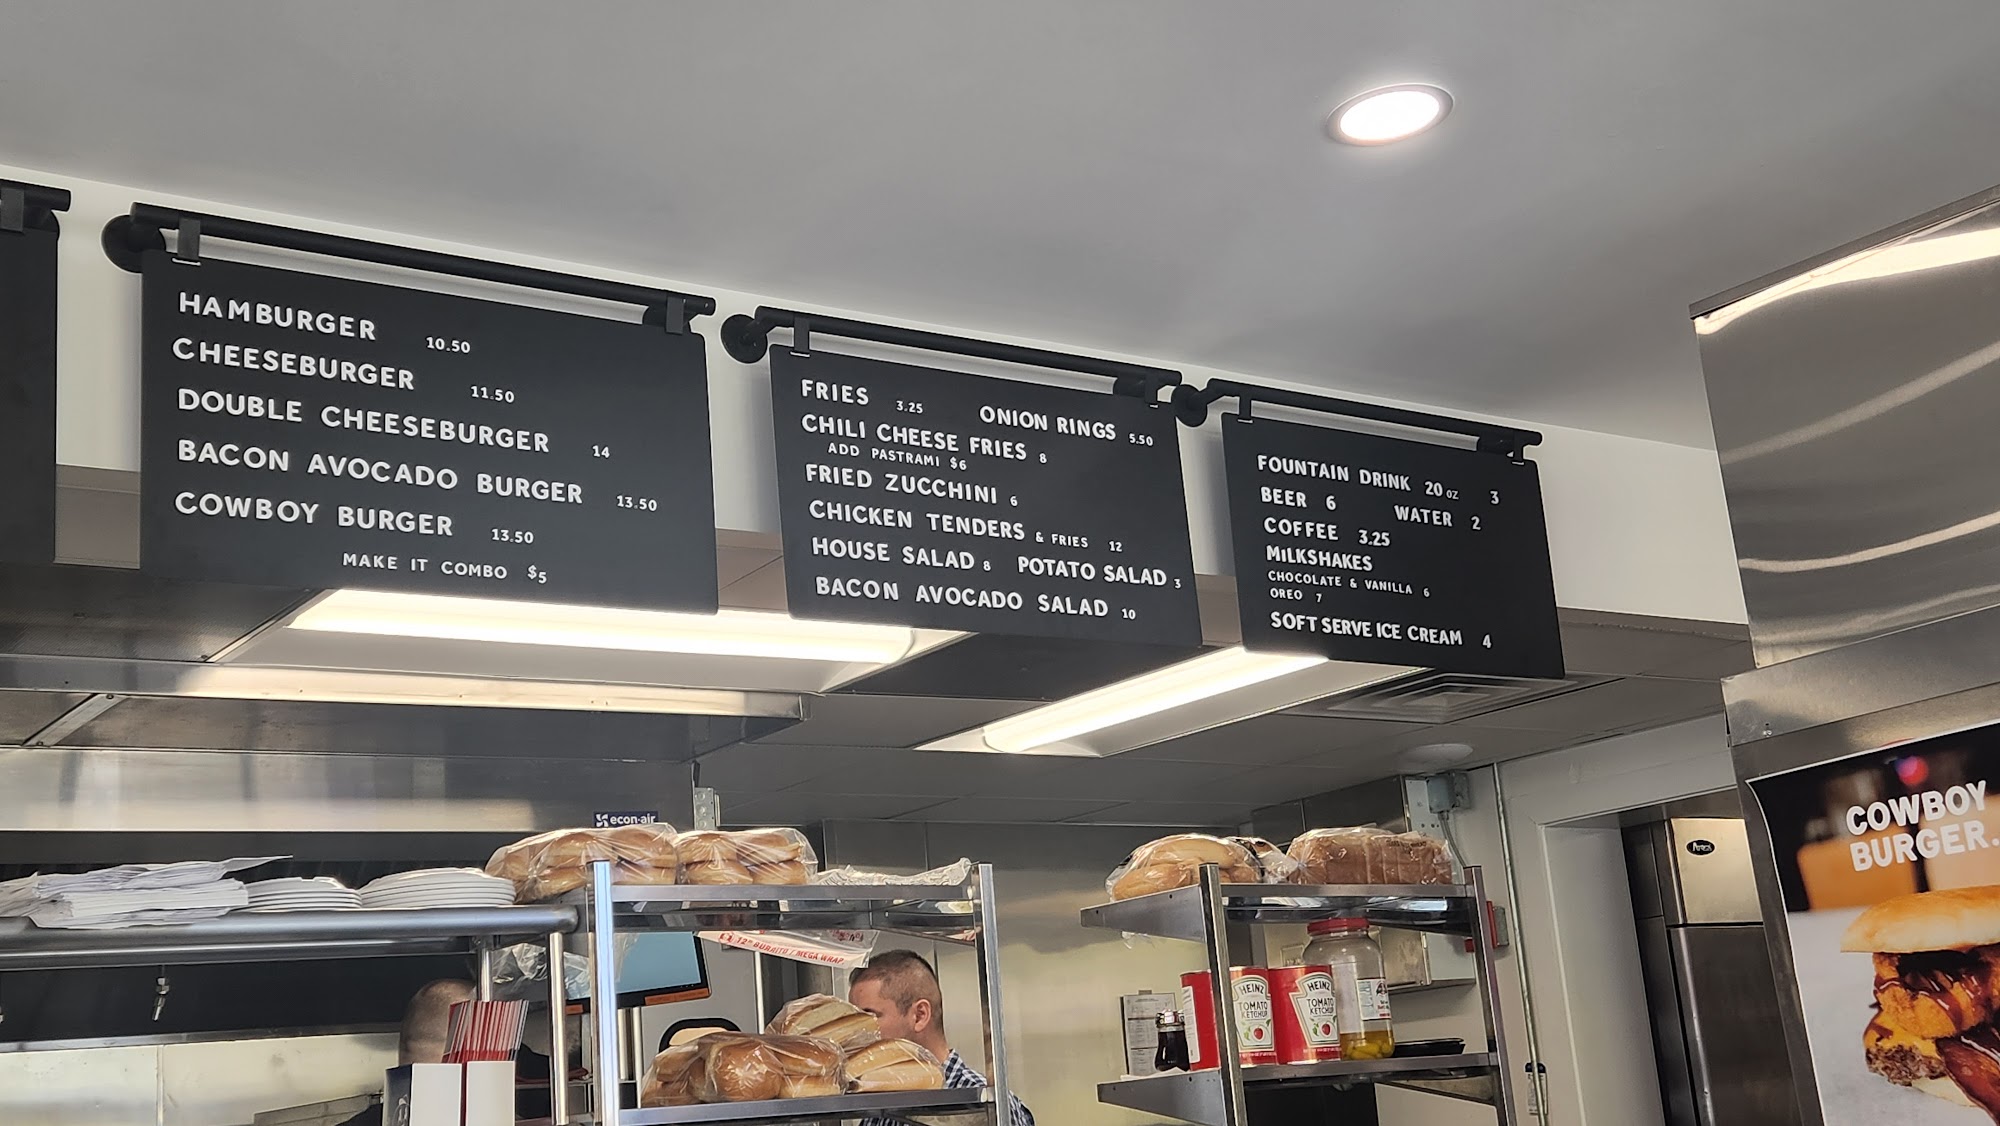 HAMBURGER 10.50
CHEESEBURGER 11.50
DOUBLE CHEESEBURGER 14
BACON AVOCADO BURGER 13.50
COWBOY BURGER 13.50
MAKE IT COMBO $5
FRIES 3.25 ONION RINGS 5.50
CHILI CHEESE FRIES 8
ADD PASTRAMI $6
FRIED ZUCCHINI 6
CHICKEN TENDERS & FRIES 12
HOUSE SALAD 8 POTATO SALAD 3
BACON AVOCADO SALAD 10
FOUNTAIN DRINK 20 OZ 3
BEER 6 WATER 2
COFFEE 3.25
MiLKSHAKES
CHOCOLATE & VANILLA 6
OREO 7
SOFT SERVE ICE CREAM 4
econ-air
12" BURRITO / MEGA WRAP
HEINZ
TOMATO
KETCHUP
HEINZ
TOMATO
KETCHUP
COWBOY
BURGER.